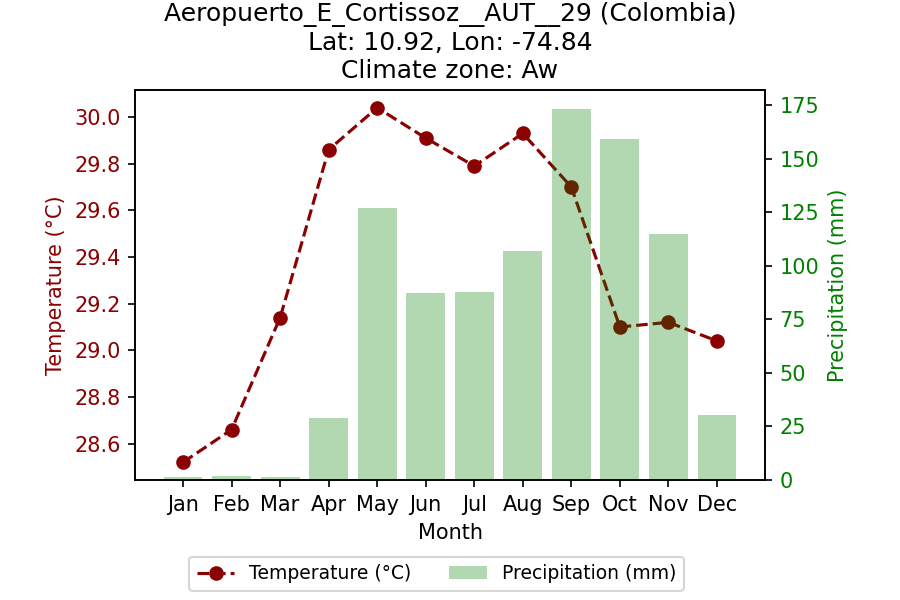 Aeropuerto_E_Cortissoz__AUT__29 (Colombia)
Lat: 10.92, Lon: -74.84
Climate zone: Aw
Temperature (°C)
30.0
29.8
29.6
29.4
29.2
29.0
28.8
28.6
175
150
125
100
75
50
25
0
Precipitation (mm)
Jan Feb Mar Apr May Jun Jul Aug Sep Oct Nov Dec
Month
Temperature (°C) Precipitation (mm)